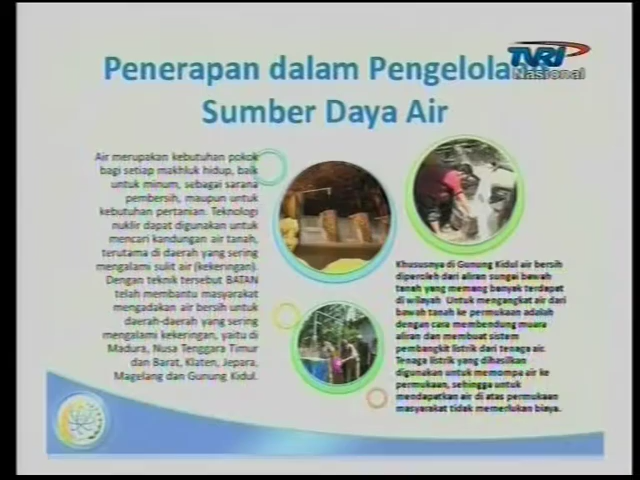 Penerapan dalam Pengelola
Sumber Daya Air
TVRI
Nasional
Air merupakan kebutuhan pokok
bagi setiap makhluk hidup, baik
untuk minum, sebagai sarana
pembersih, maupun untuk
kebutuhan pertanian. Teknologi
nuklir dapat digunakan untuk
mencari kandungan air tanah,
terutama di daerah yang sering
mengalami sulit air (kekeringan).
Dengan teknik tersebut BATAN
telah membantu masyarakat
mengadakan air bersih untuk
daerah-daerah yang sering
mengalami kekeringan, yaitu di
Madura, Nusa Tenggara Timur
dan Barat, Klaten, Jepara,
Magelang dan Gunung Kidul.
Khususnya di Gunung Kidul air bersih
diperoleh dari aliran sungai bawah
tanah yang memang banyak terdapat
di wilayah Untuk mengangkat air dari
bawah tanah ke permukaan adalah
dengan cara membendung muara
aliran dan membuat sistem
pembangkit listrik dari tenaga air.
Tenaga listrik yang dihasilkan
digunakan untuk memompa air ke
permukaan, sehingga untuk
mendapatkan air di atas permukaan
masyarakat tidak memerlukan biaya.